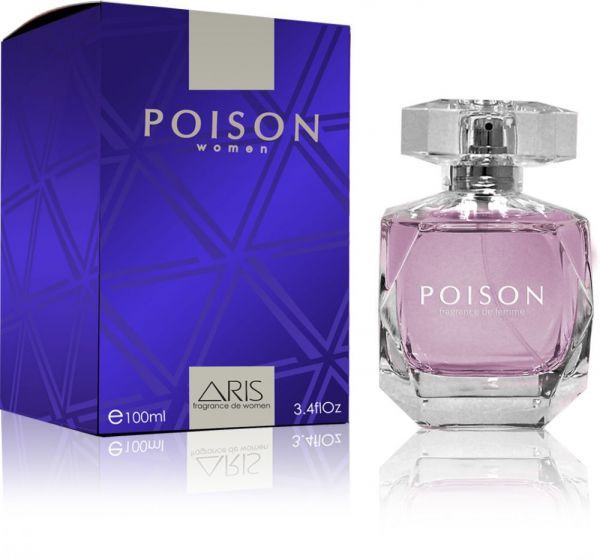 POISON
women
ARIS
fragrance de women
℮100ml
3.4flOz
POISON
fragrance de femme